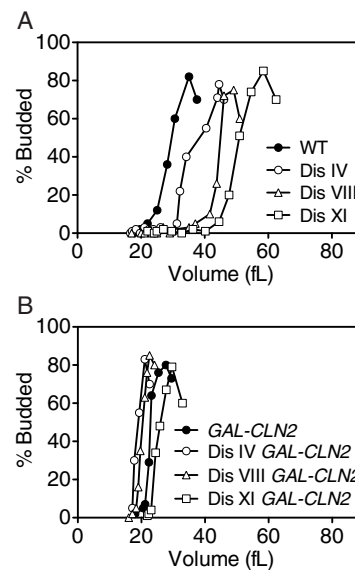 A
100
80
60
40
20
0
% Budded
WT
Dis IV
Dis VIII
Dis XI
0 20 40 60 80
Volume (fL)
B
100
80
60
40
20
0
% Budded
GAL-CLN2
Dis IV GAL-CLN2
Dis VIII GAL-CLN2
Dis XI GAL-CLN2
0 20 40 60 80
Volume (fL)